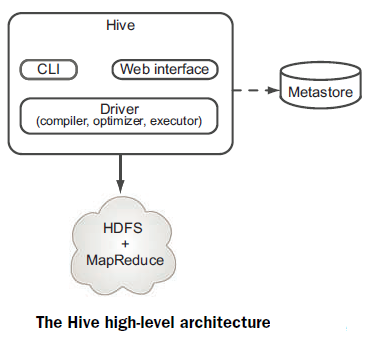 Hive
CLI
Web interface
Driver
(compiler, optimizer, executor)
Metastore
HDFS
+
MapReduce
The Hive high-level architecture